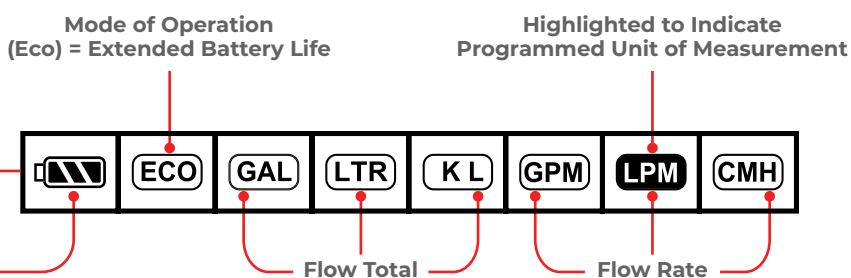 Mode of Operation
(Eco) = Extended Battery Life
Highlighted to Indicate
Programmed Unit of Measurement
ECO GAL LTR K L GPM LPM CMH
Flow Total
Flow Rate